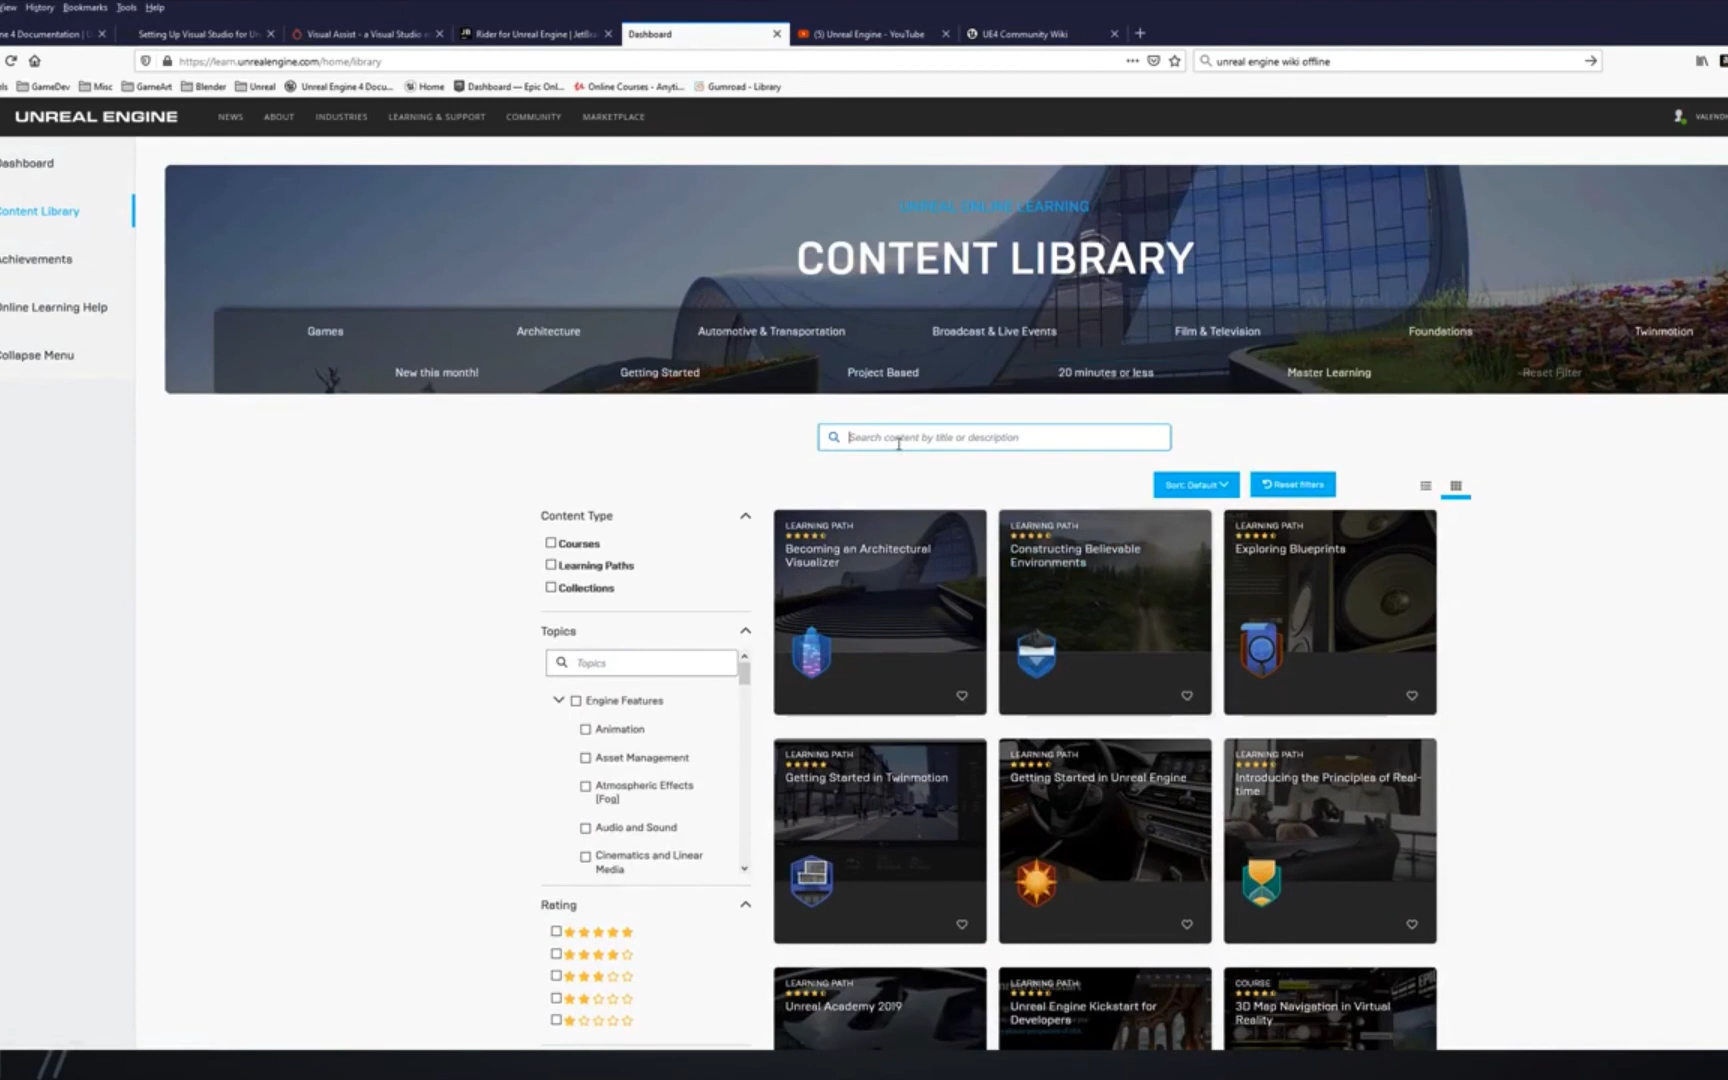 View History Bookmarks Tools Help
ne 4 Documentation | U Setting Up Visual Studio for Un Visual Assist - a Visual Studio e Rider for Unreal Engine | JetBra Dashboard (5) Unreal Engine - YouTube UE4 Community Wiki
https://learn.unrealengine.com/home/library
unreal engine wiki offline
ls GameDev Misc GameArt Blender Unreal Unreal Engine 4 Docu... Home Dashboard — Epic Onl... Online Courses - Anyti... Gumroad - Library
UNREAL ENGINE NEWS ABOUT INDUSTRIES LEARNING & SUPPORT COMMUNITY MARKETPLACE
Dashboard
Content Library
Achievements
Online Learning Help
Collapse Menu
UNREAL ONLINE LEARNING
CONTENT LIBRARY
Games Architecture Automotive & Transportation Broadcast & Live Events Film & Television Foundations Twinmotion
New this month! Getting Started Project Based 20 minutes or less Master Learning Reset Filter
Search content by title or description
Sort: Default Reset filters
Content Type
Courses
Learning Paths
Collections
Topics
Topics
Engine Features
Animation
Asset Management
Atmospheric Effects
(Fog)
Audio and Sound
Cinematics and Linear
Media
Rating
LEARNING PATH
Becoming an Architectural
Visualizer
LEARNING PATH
Constructing Believable
Environments
LEARNING PATH
Exploring Blueprints
LEARNING PATH
Getting Started in Twinmotion
LEARNING PATH
Getting Started in Unreal Engine
LEARNING PATH
Introducing the Principles of Real-
time
LEARNING PATH
Unreal Academy 2019
LEARNING PATH
Unreal Engine Kickstart for
Developers
COURSE
3D Map Navigation in Virtual
Reality